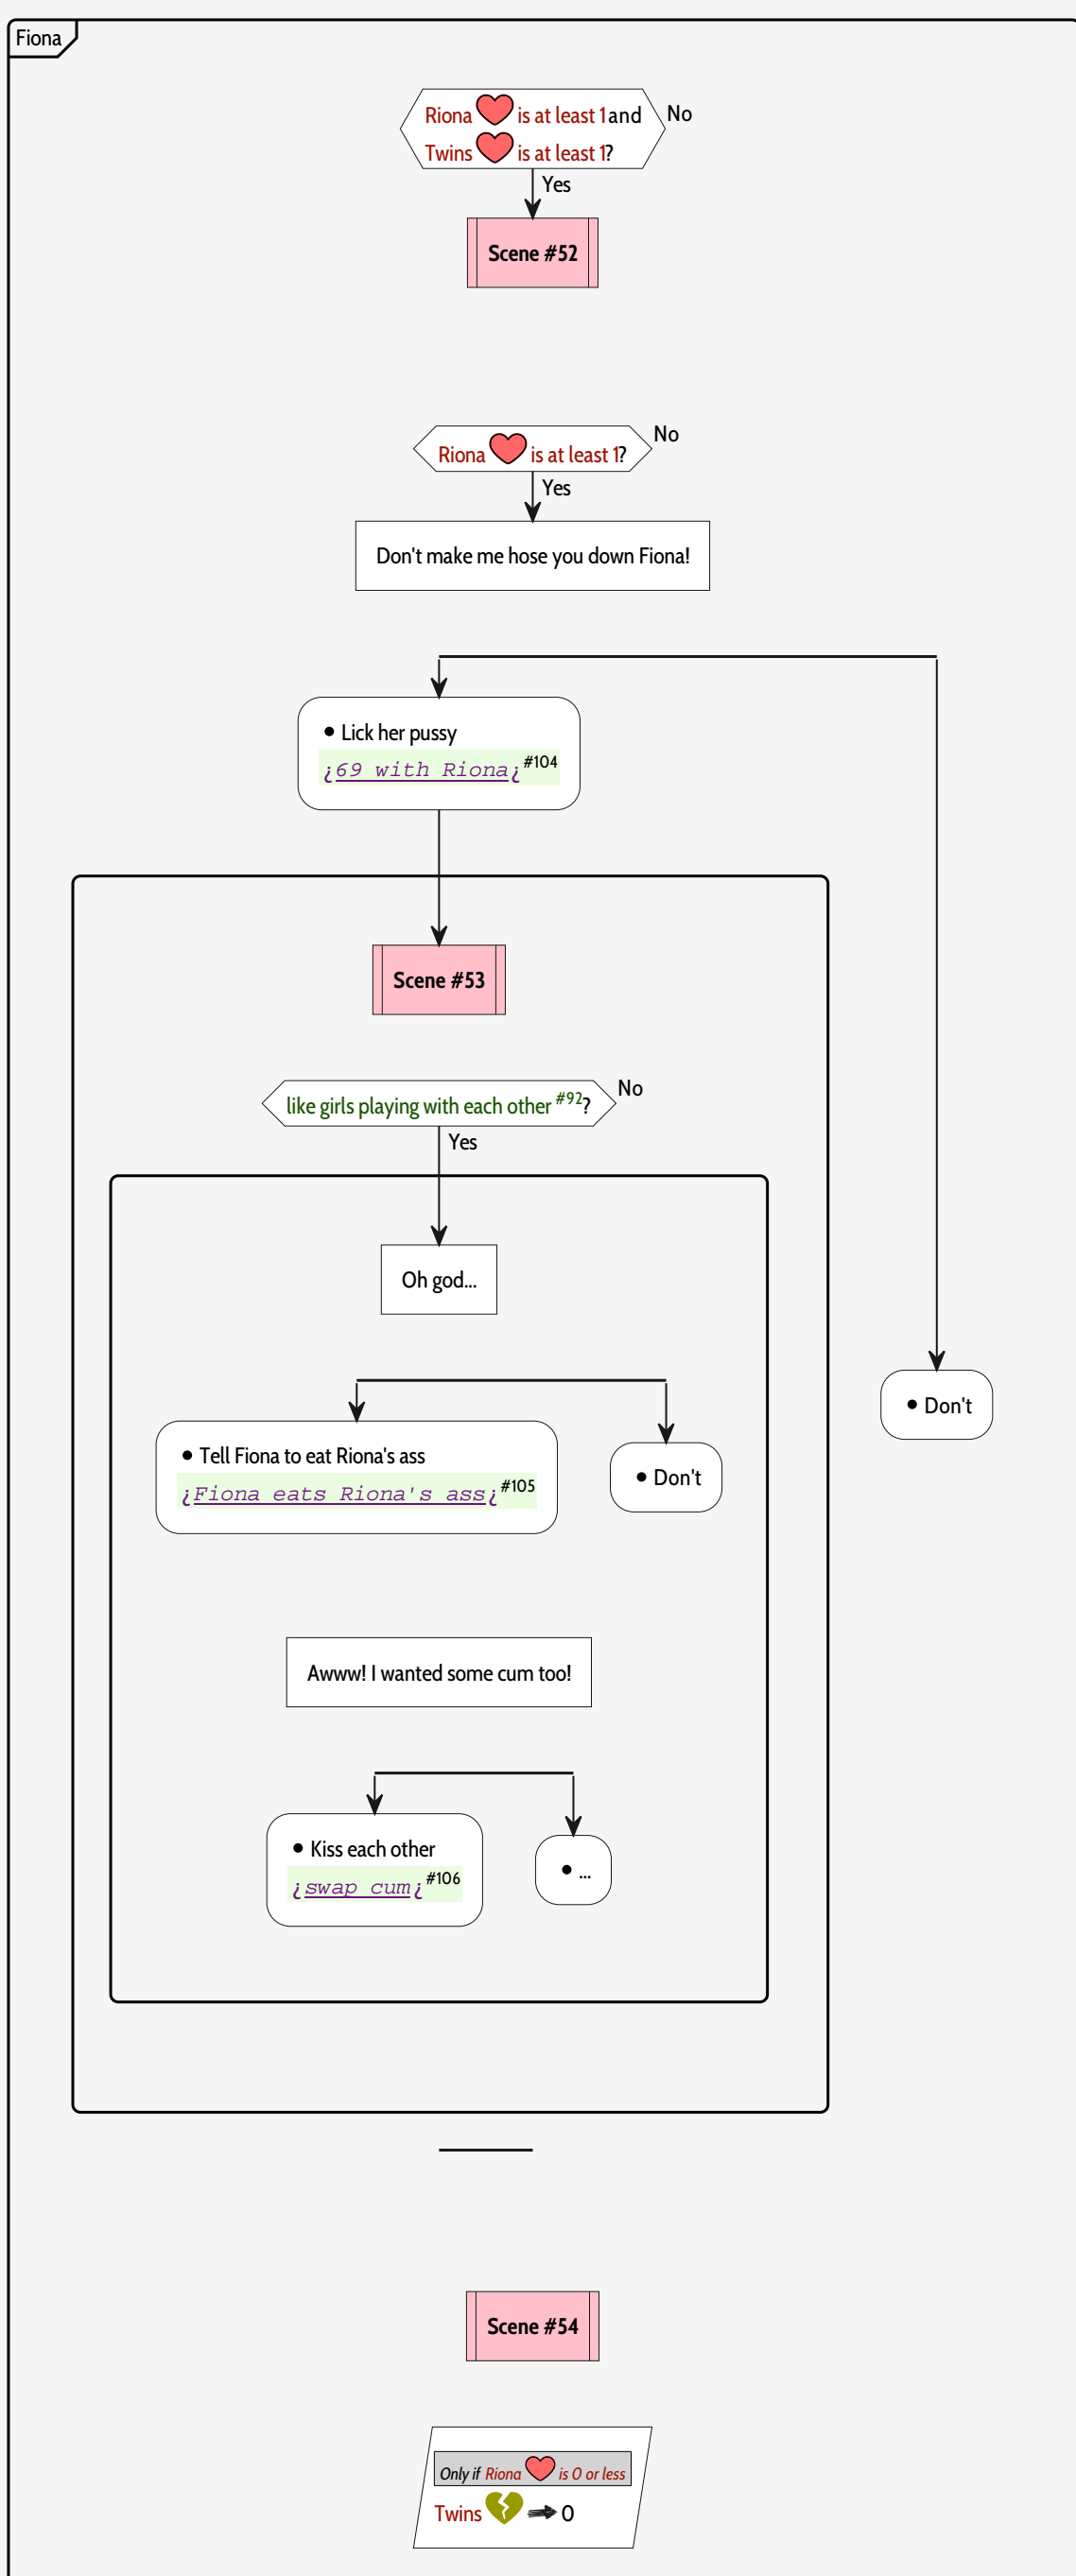 Fiona
Riona is at least 1 and
Twins is at least 1?
No
Yes
Scene #52
Riona is at least 1?
No
Yes
Don't make me hose you down Fiona!
• Lick her pussy
¿69 with Riona¿ #104
Scene #53
like girls playing with each other #92?
No
Yes
Oh god...
• Don't
• Tell Fiona to eat Riona's ass
¿Fiona eats Riona's ass¿ #105
• Don't
Awww! I wanted some cum too!
• Kiss each other
¿swap cum¿ #106
• ...
Scene #54
Only if Riona is 0 or less
Twins 0